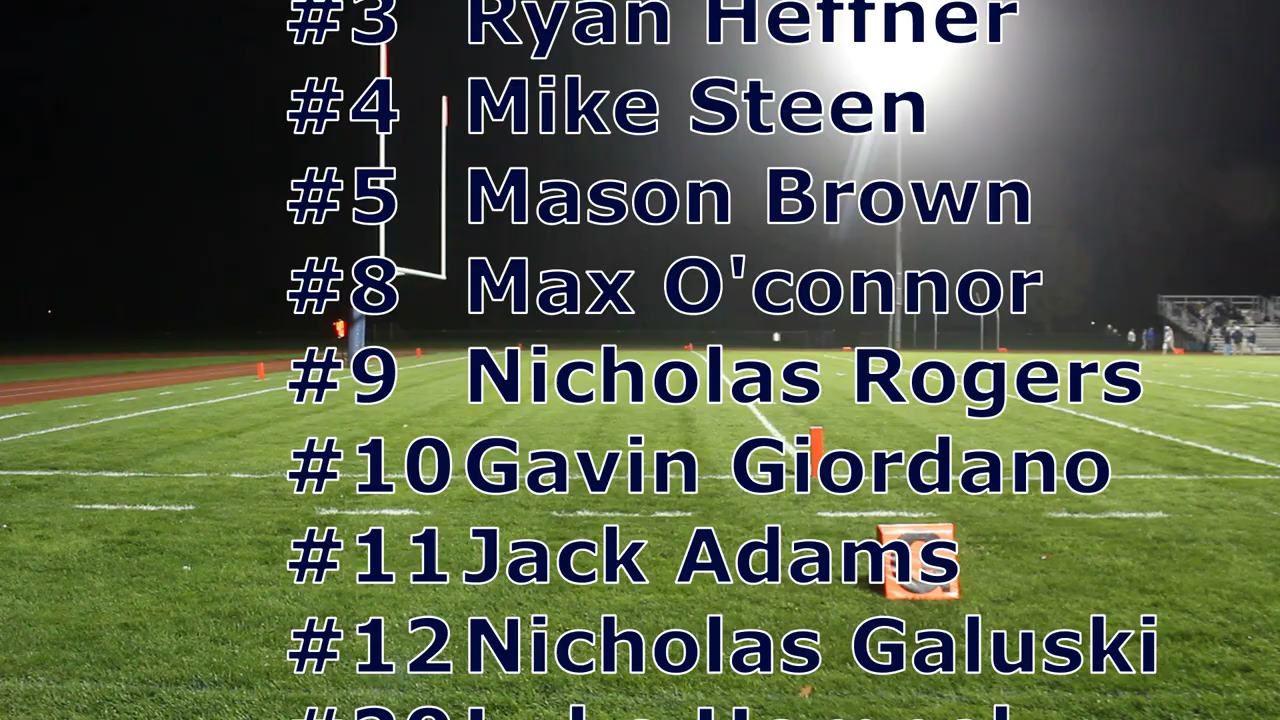 #3 Ryan Heffner
#4 Mike Steen
#5 Mason Brown
#8 Max O'connor
#9 Nicholas Rogers
#10 Gavin Giordano
#11 Jack Adams
#12 Nicholas Galuski